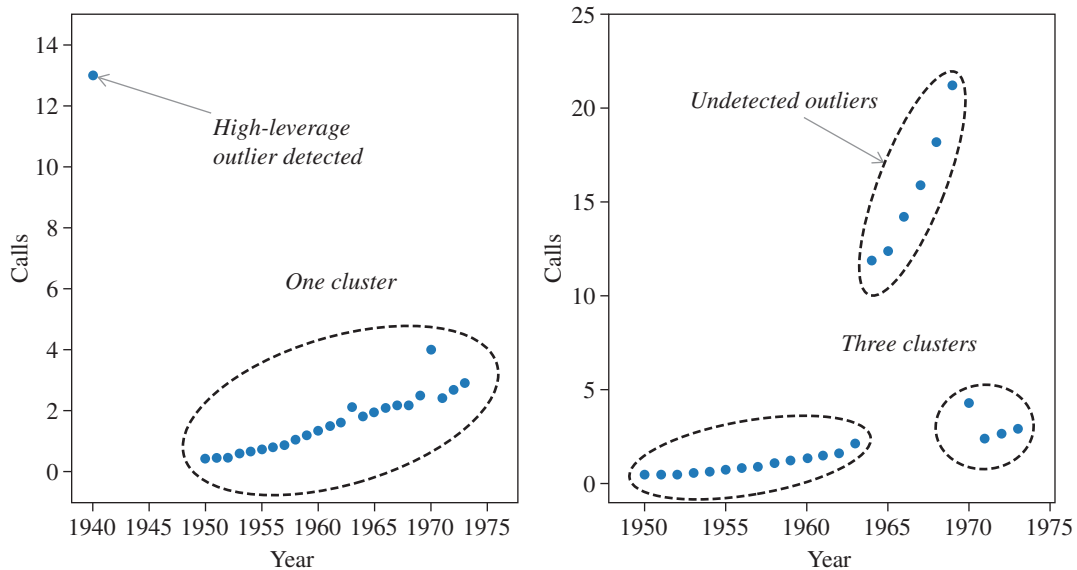 14
12
10
8
6
4
2
0
Calls
High-leverage
outlier detected
One cluster
1940 1945 1950 1955 1960 1965 1970 1975
Year
25
20
15
10
5
0
Calls
Undetected outliers
Three clusters
1950 1955 1960 1965 1970 1975
Year